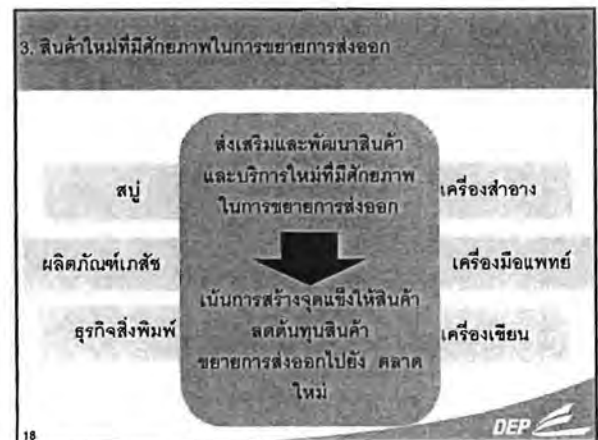 3. สินค้าใหม่ที่มีศักยภาพในการขยายการส่งออก
ส่งเสริมและพัฒนาสินค้า
และบริการใหม่ที่มีศักยภาพ
ในการขยายการส่งออก
สบู่
เครื่องสำอาง
ผลิตภัณฑ์เภสัช
เครื่องมือแพทย์
ธุรกิจสิ่งพิมพ์
เครื่องเขียน
เน้นการสร้างจุดแข็งให้สินค้า
ลดต้นทุนสินค้า
ขยายการส่งออกไปยัง ตลาด
ใหม่
18
DEP